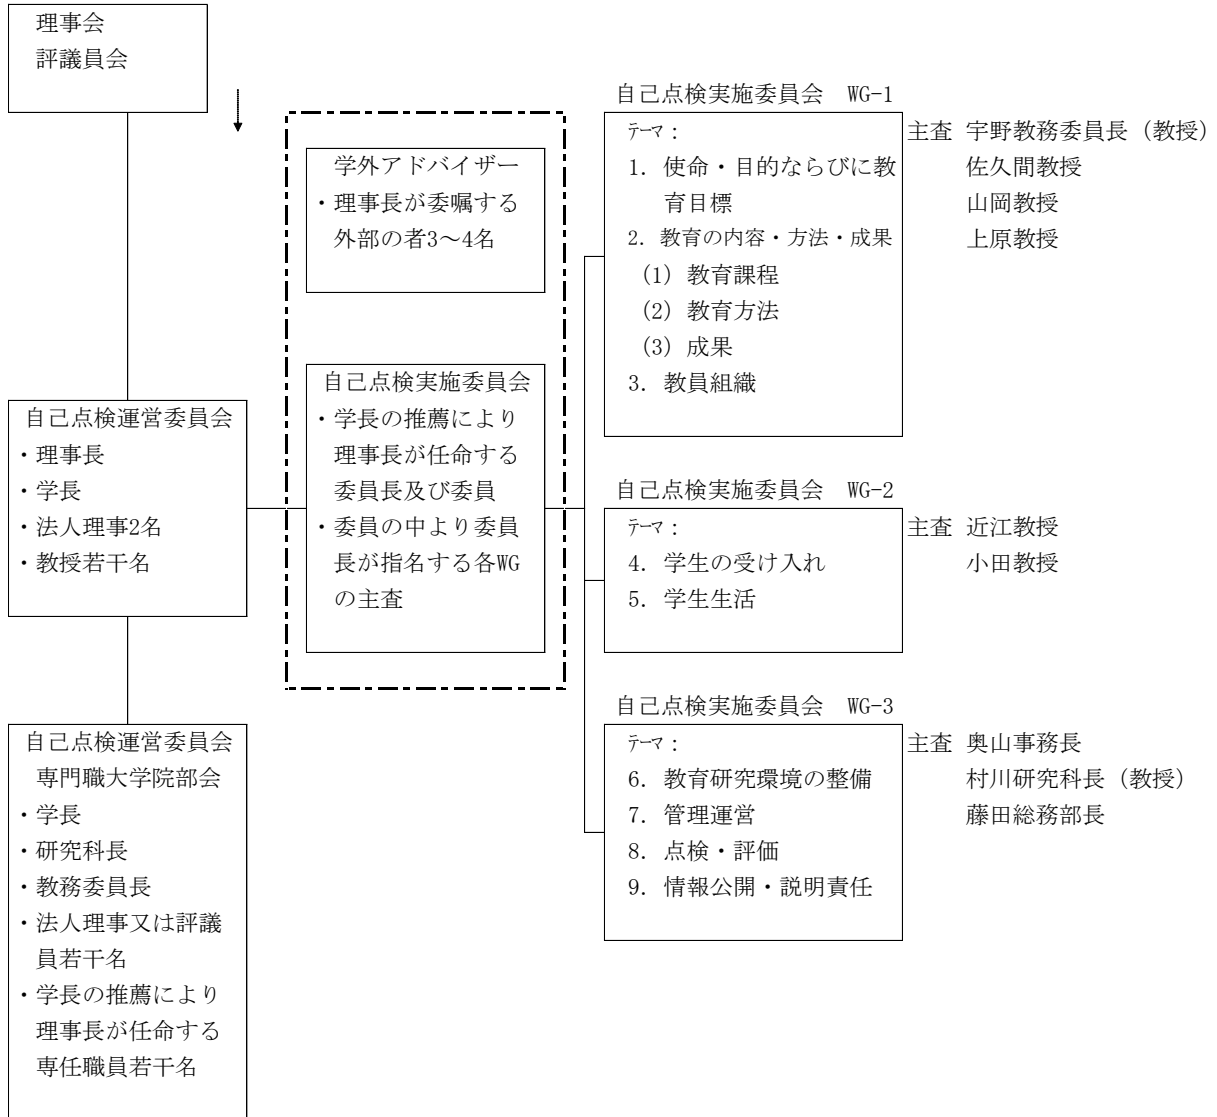 理事会
評議員会
学外アドバイザー
・理事長が委嘱する
外部の者3～4名
自己点検実施委員会
・学長の推薦により
理事長が任命する
委員長及び委員
・委員の中より委員
長が指名する各WG
の主査
自己点検運営委員会
・理事長
・学長
・法人理事2名
・教授若干名
自己点検運営委員会
専門職大学院部会
・学長
・研究科長
・教務委員長
・法人理事又は評議
員若干名
・学長の推薦により
理事長が任命する
専任職員若干名
自己点検実施委員会　WG-1
ﾃｰﾏ：
1. 使命・目的ならびに教
育目標
2. 教育の内容・方法・成果
(1) 教育課程
(2) 教育方法
(3) 成果
3. 教員組織
主査 宇野教務委員長（教授）
佐久間教授
山岡教授
上原教授
自己点検実施委員会　WG-2
ﾃｰﾏ：
4. 学生の受け入れ
5. 学生生活
主査 近江教授
小田教授
自己点検実施委員会　WG-3
ﾃｰﾏ：
6. 教育研究環境の整備
7. 管理運営
8. 点検・評価
9. 情報公開・説明責任
主査 奥山事務長
村川研究科長（教授）
藤田総務部長